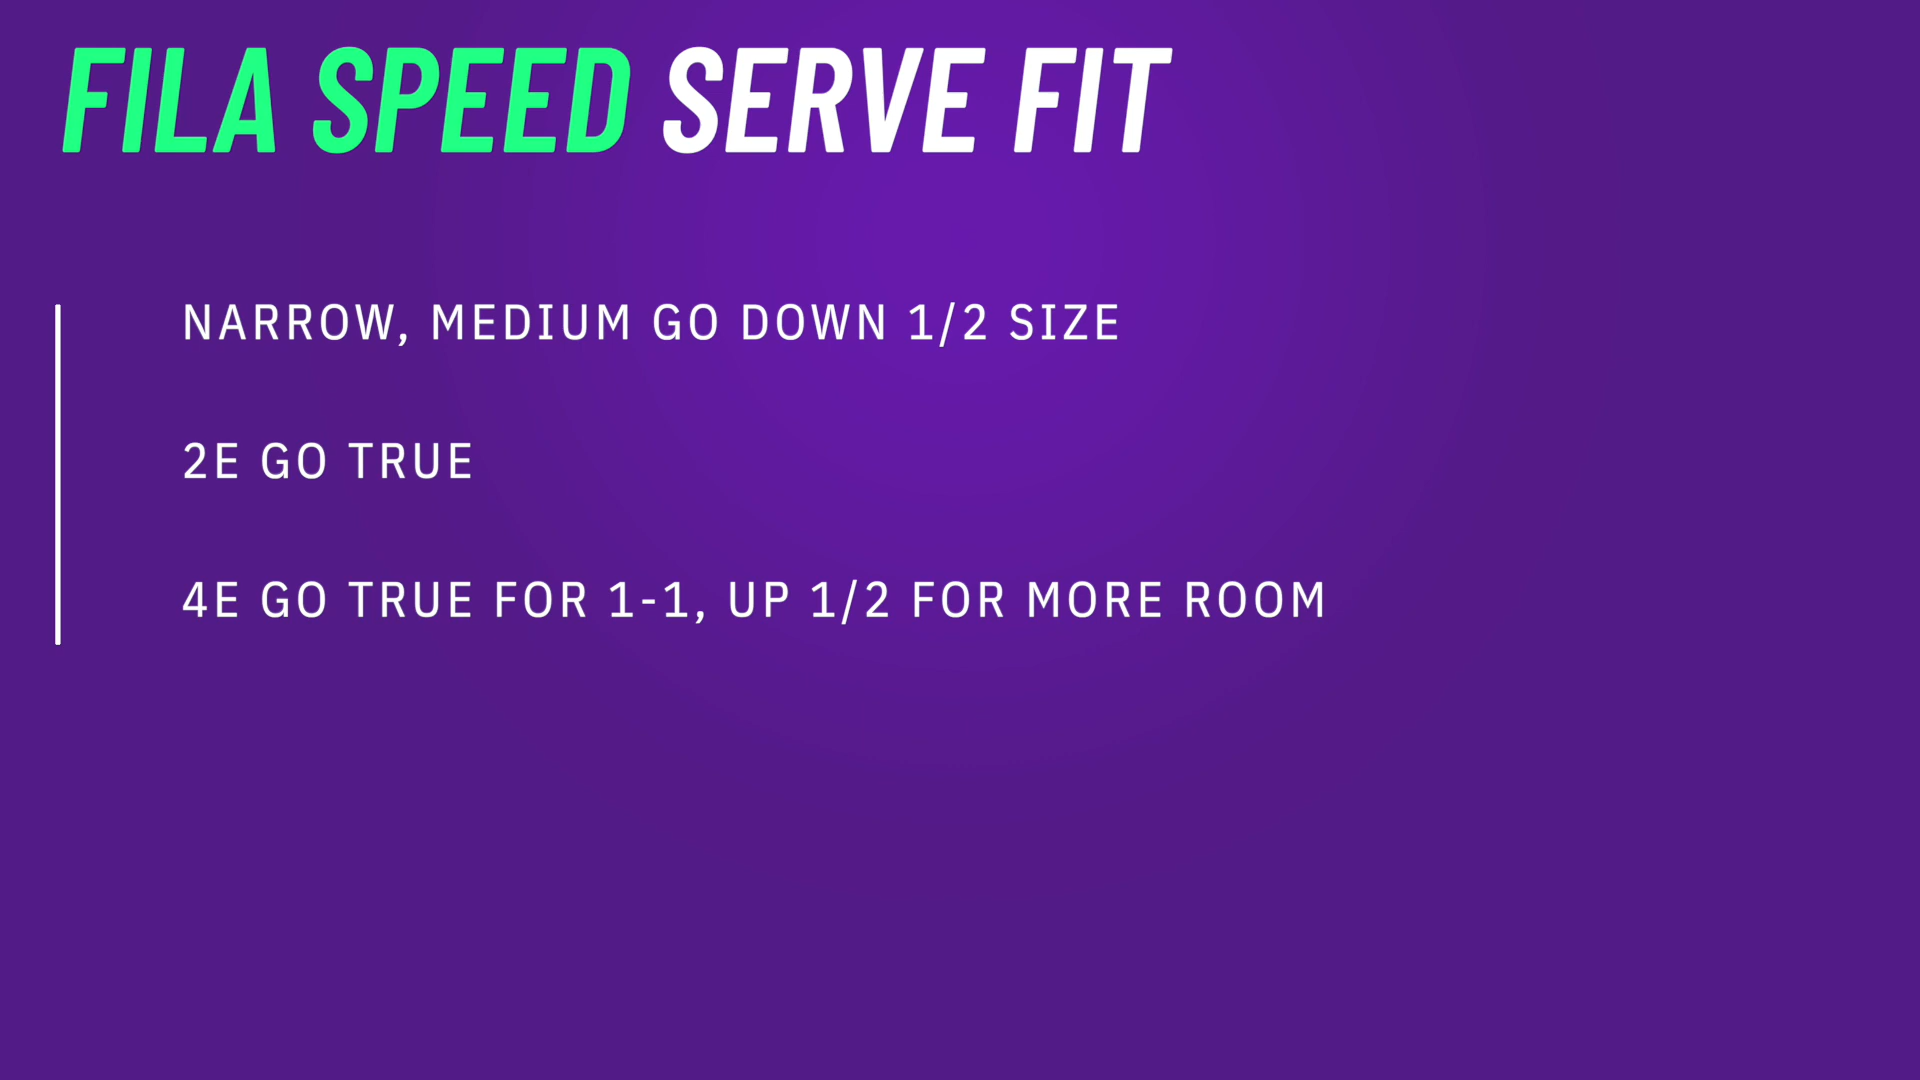 FILA SPEED SERVE FIT
NARROW, MEDIUM GO DOWN 1/2 SIZE
2E GO TRUE
4E GO TRUE FOR 1-1, UP 1/2 FOR MORE ROOM